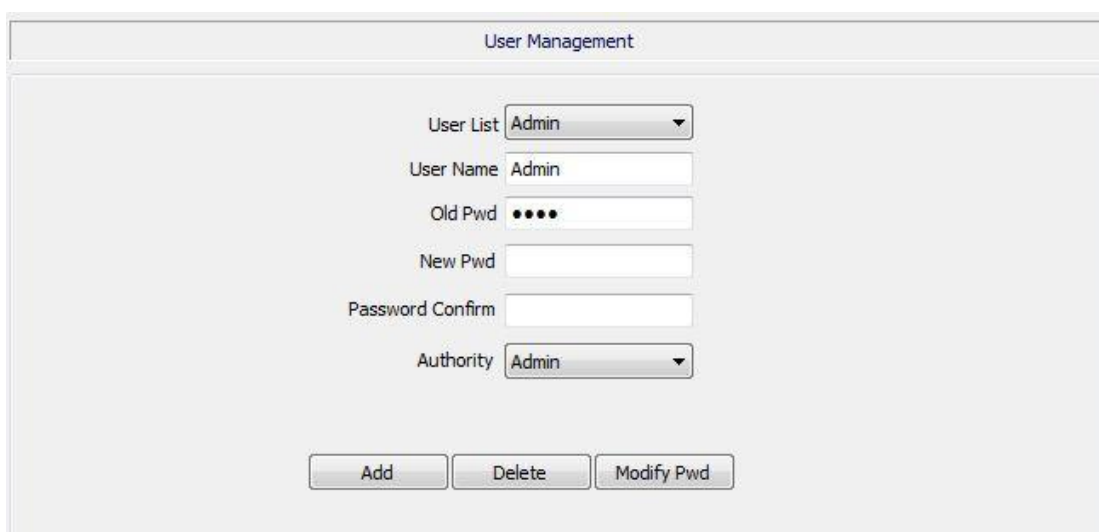 User Management
User List Admin
User Name Admin
Old Pwd ●●●●
New Pwd
Password Confirm
Authority Admin
Add Delete Modify Pwd